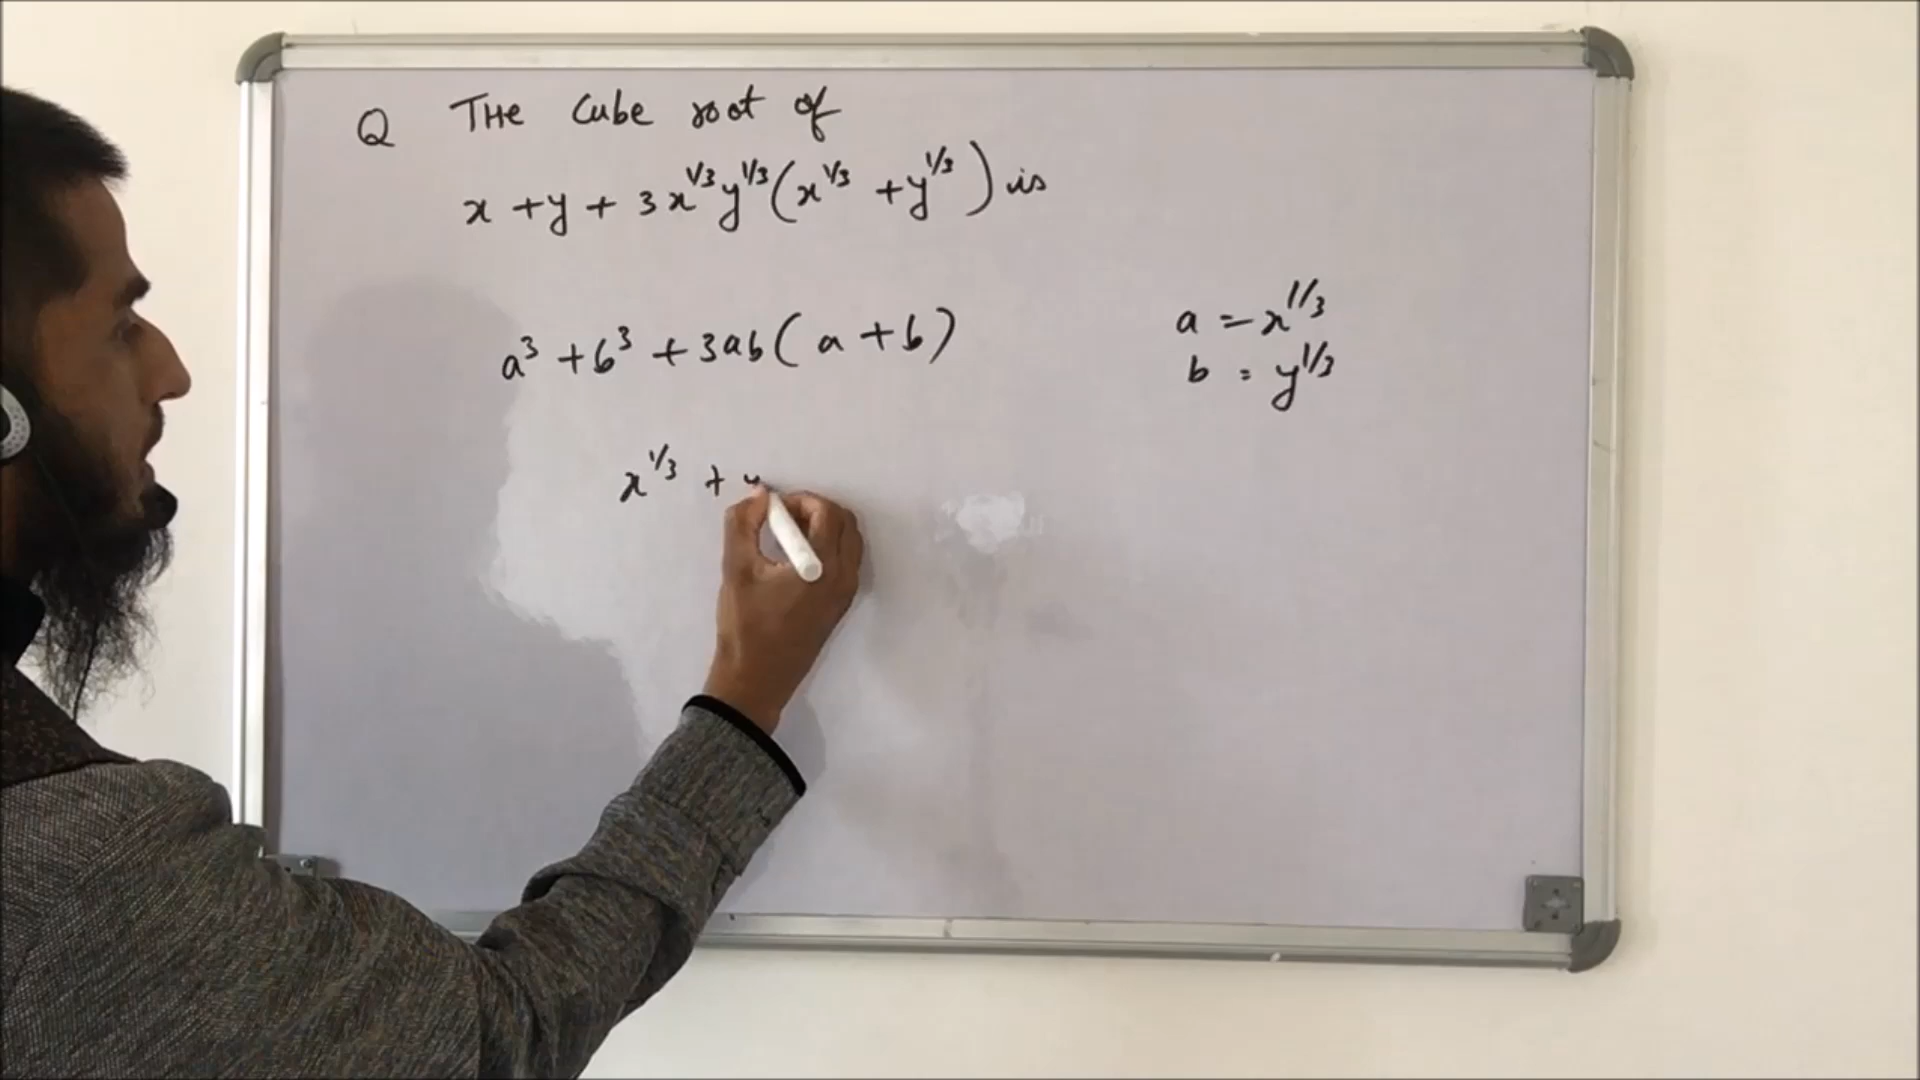 Q THE Cube root of
x + y + 3x^1/3 y^1/3 (x^1/3 + y^1/3) is
a³ + b³ + 3ab(a + b)
a = x^1/3
b = y^1/3
x^1/3 + y